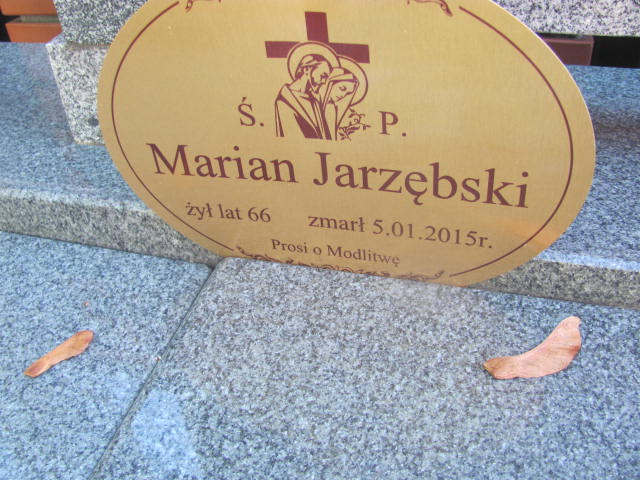 Ś. P.
Marian Jarzębski
żył lat 66 zmarł 5.01.2015r.
Prosi o Modlitwę